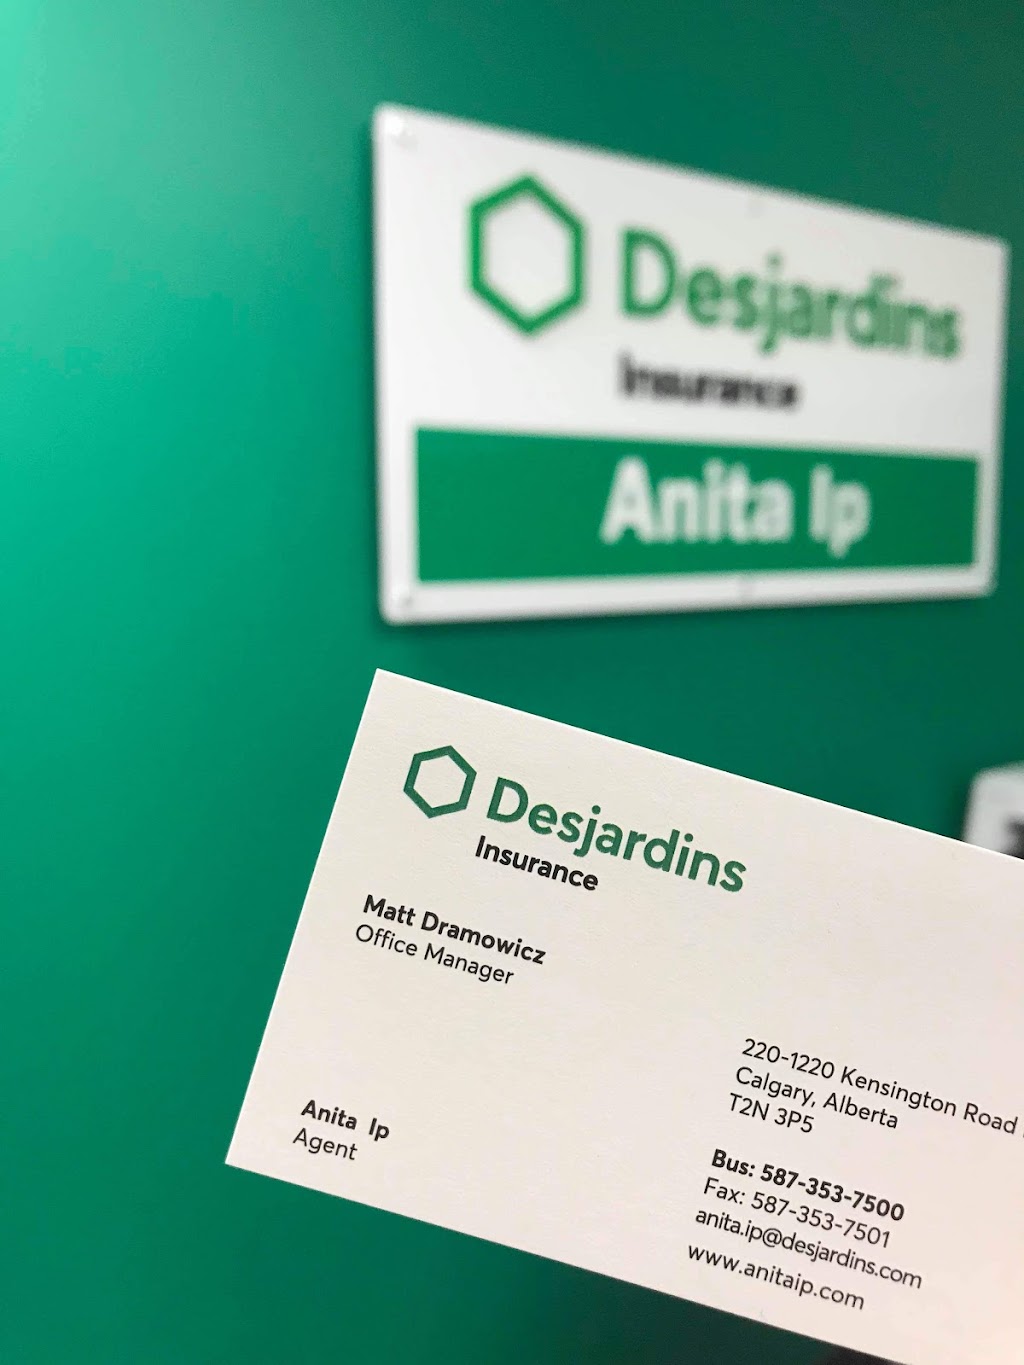 Desjardins
Insurance
Anita Ip
Desjardins
Insurance
Matt Dramowicz
Office Manager
Anita Ip
Agent
220-1220 Kensington Road
Calgary, Alberta
T2N 3P5
Bus: 587-353-7500
Fax: 587-353-7501
anita.ip@desjardins.com
www.anitaip.com